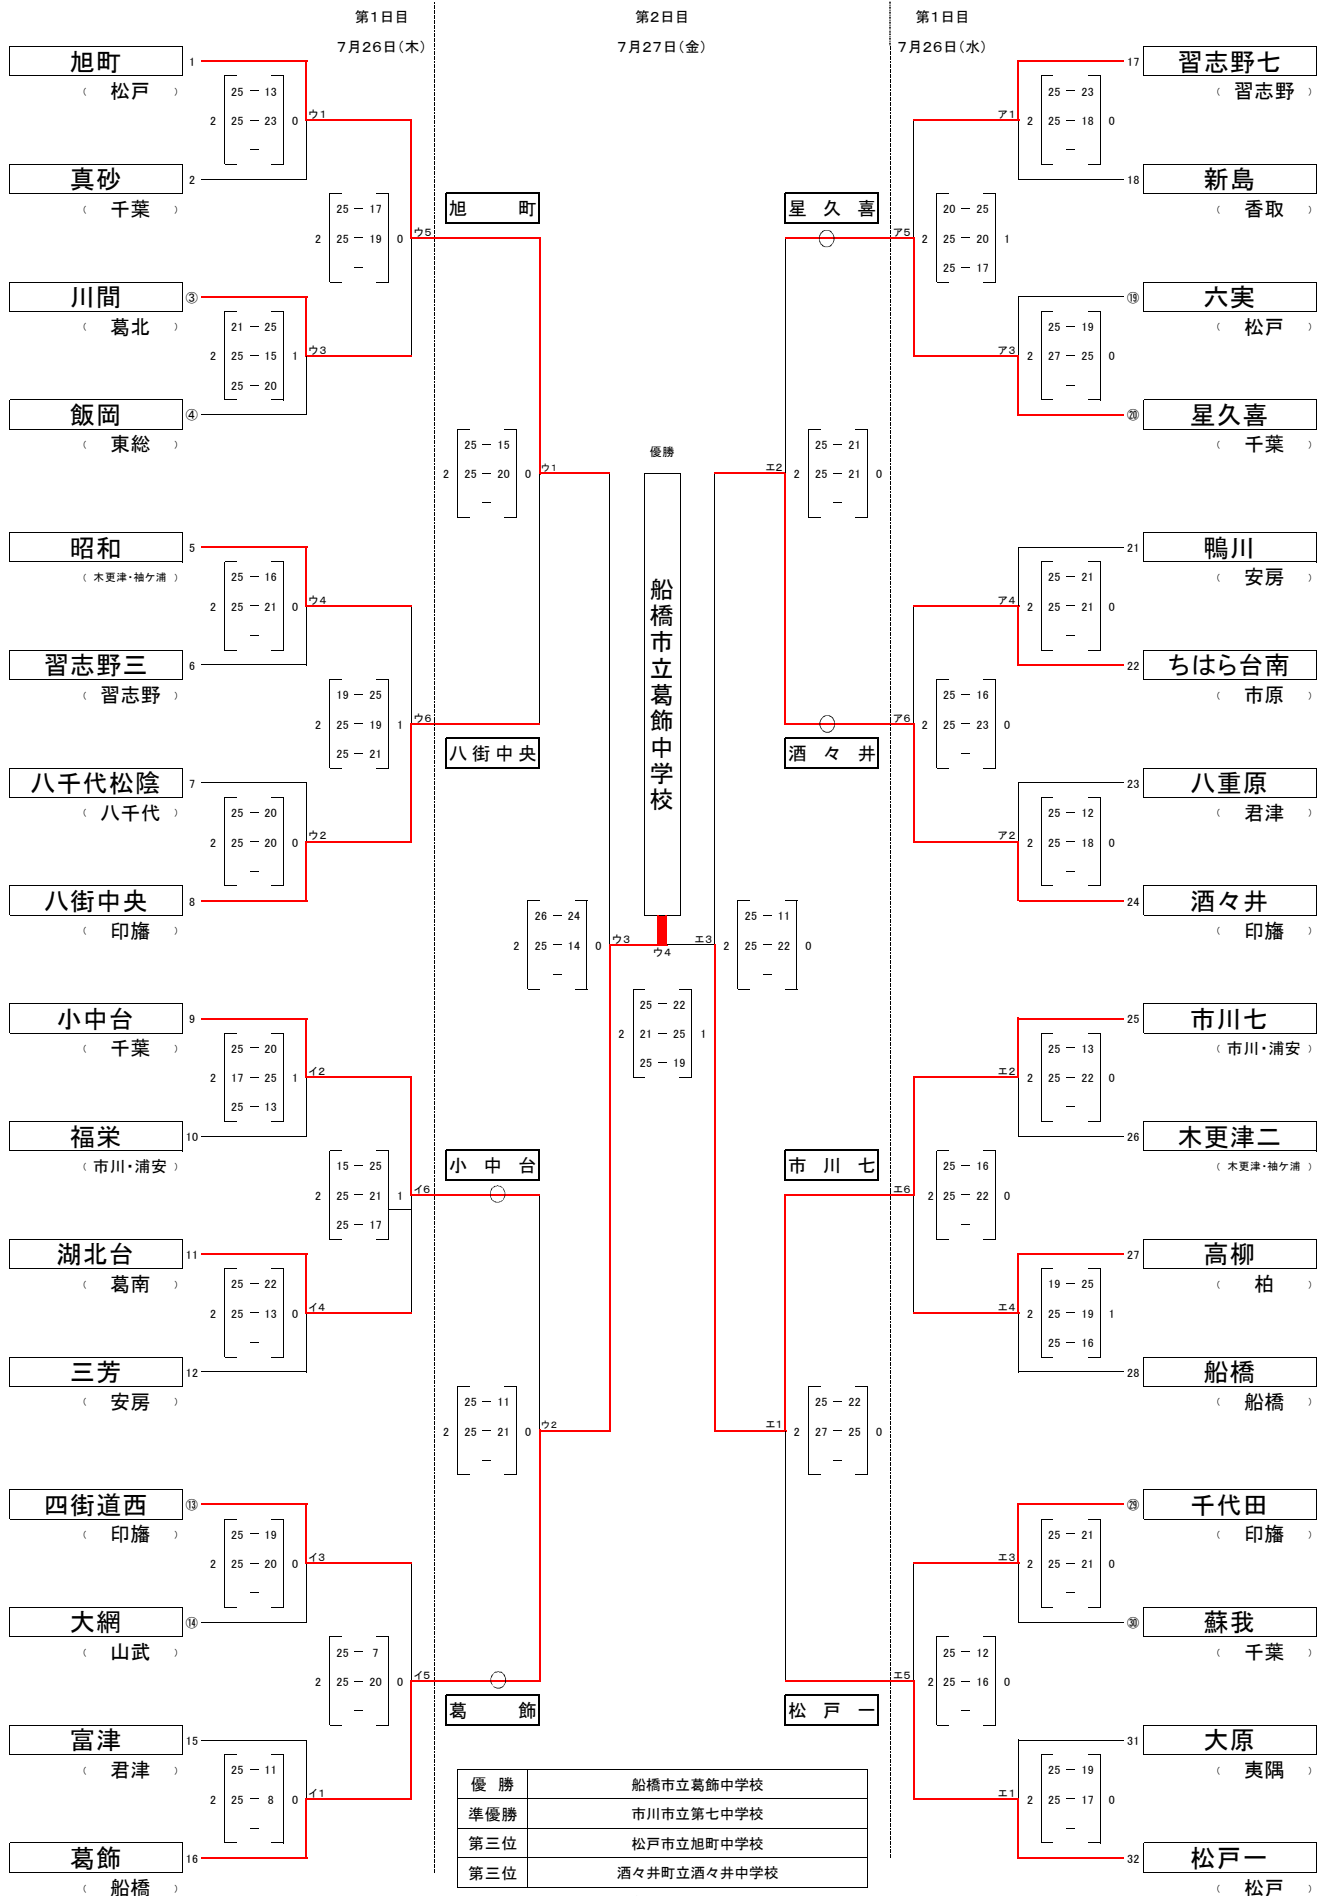 第1日目
第2日目
第1日目
7月26日(木)
7月27日(金)
7月26日(水)
旭町
1
( 松戸 )
25 － 13
2 25 － 23 0
－
ウ1
真砂
2
( 千葉 )
25 － 17
2 25 － 19 0
－
ウ5
川間
③
( 葛北 )
21 － 25
2 25 － 15 1
25 － 20
ウ3
飯岡
④
( 東総 )
昭和
5
( 木更津・袖ケ浦 )
25 － 16
2 25 － 21 0
－
ウ4
習志野三
6
( 習志野 )
19 － 25
2 25 － 19 1
25 － 21
ウ6
八千代松陰
7
( 八千代 )
25 － 20
2 25 － 20 0
－
ウ2
八街中央
8
( 印旛 )
小中台
9
( 千葉 )
25 － 20
2 17 － 25 1
25 － 13
イ2
福栄
10
( 市川・浦安 )
15 － 25
2 25 － 21 1
25 － 17
イ6
湖北台
11
( 葛南 )
25 － 22
2 25 － 13 0
－
イ4
三芳
12
( 安房 )
四街道西
⑬
( 印旛 )
25 － 19
2 25 － 20 0
－
イ3
大網
⑭
( 山武 )
25 － 7
2 25 － 20 0
－
イ5
富津
15
( 君津 )
25 － 11
2 25 － 8 0
－
イ1
葛飾
16
( 船橋 )
旭 町
25 － 15
2 25 － 20 0
－
ウ1
八街中央
26 － 24
2 25 － 14 0
－
ウ3
小 中 台
25 － 11
2 25 － 21 0
－
ウ2
葛 飾
優勝
船橋市立葛飾中学校
ウ4
25 － 22
2 21 － 25 1
25 － 19
星 久 喜
エ2
25 － 21
2 25 － 21 0
－
酒 々 井
エ3
25 － 11
2 25 － 22 0
－
市 川 七
エ1
25 － 22
2 27 － 25 0
－
松 戸 一
17
習志野七
( 習志野 )
ア1
25 － 23
2 25 － 18 0
－
18
新島
( 香取 )
ア5
20 － 25
2 25 － 20 1
25 － 17
⑲
六実
( 松戸 )
ア3
25 － 19
2 27 － 25 0
－
⑳
星久喜
( 千葉 )
21
鴨川
( 安房 )
ア4
25 － 21
2 25 － 21 0
－
22
ちはら台南
( 市原 )
ア6
25 － 16
2 25 － 23 0
－
23
八重原
( 君津 )
ア2
25 － 12
2 25 － 18 0
－
24
酒々井
( 印旛 )
25
市川七
( 市川・浦安 )
エ2
25 － 13
2 25 － 22 0
－
26
木更津二
( 木更津・袖ケ浦 )
エ6
25 － 16
2 25 － 22 0
－
27
高柳
( 柏 )
エ4
19 － 25
2 25 － 19 1
25 － 16
28
船橋
( 船橋 )
㉙
千代田
( 印旛 )
エ3
25 － 21
2 25 － 21 0
－
㉚
蘇我
( 千葉 )
エ5
25 － 12
2 25 － 16 0
－
31
大原
( 夷隅 )
エ1
25 － 19
2 25 － 17 0
－
32
松戸一
( 松戸 )
優 勝 船橋市立葛飾中学校
準優勝 市川市立第七中学校
第三位 松戸市立旭町中学校
第三位 酒々井町立酒々井中学校